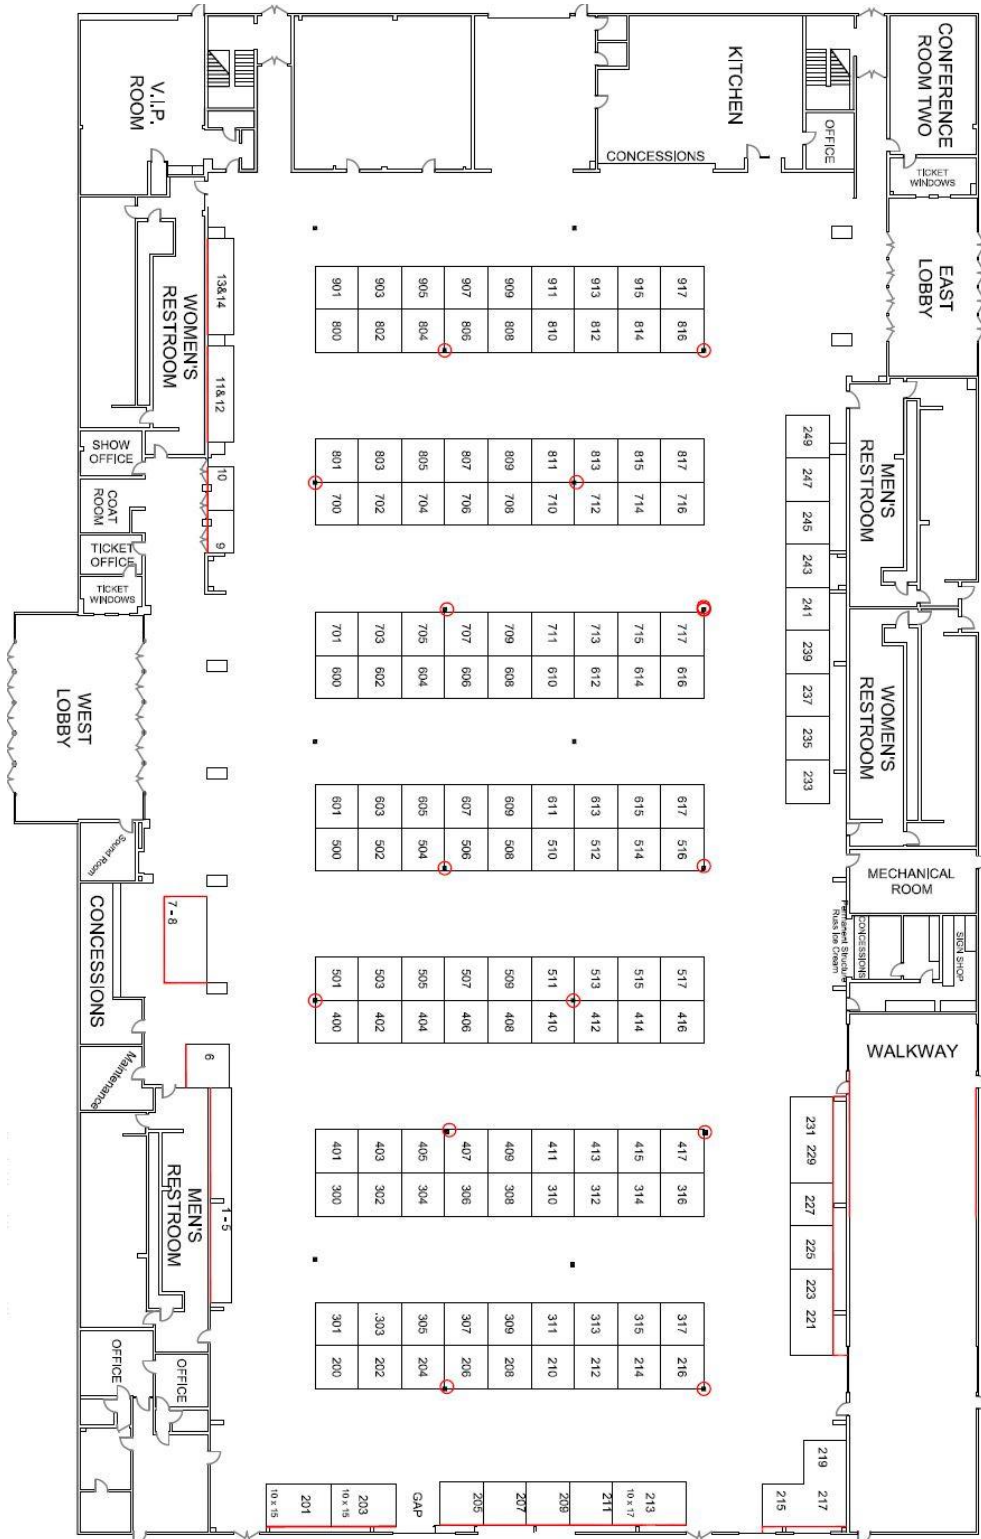 V.I.P.
ROOM
KITCHEN
CONCESSIONS
OFFICE
CONFERENCE
ROOM TWO
TICKET
WINDOWS
EAST
LOBBY
WOMEN'S
RESTROOM
13&14
11& 12
10
9
SHOW
OFFICE
COAT
ROOM
TICKET
OFFICE
TICKET
WINDOWS
WEST
LOBBY
Sound Room
CONCESSIONS
7 - 8
6
Maintenance
MEN'S
RESTROOM
1 - 5
OFFICE
OFFICE
901 903 905 907 909 911 913 915 917
800 802 804 806 808 810 812 814 816
801 803 805 807 809 811 813 815 817
700 702 704 706 708 710 712 714 716
701 703 705 707 709 711 713 715 717
600 602 604 606 608 610 612 614 616
601 603 605 607 609 611 613 615 617
500 502 504 506 508 510 512 514 516
501 503 505 507 509 511 513 515 517
400 402 404 406 408 410 412 414 416
401 403 405 407 409 411 413 415 417
300 302 304 306 308 310 312 314 316
301 .303 305 307 309 311 313 315 317
200 202 204 206 208 210 212 214 216
249
247
245
243
241
239
237
235
233
MEN'S
RESTROOM
WOMEN'S
RESTROOM
MECHANICAL
ROOM
Permanent Structure
Russ Ice Cream
CONCESSIONS
SIGN SHOP
WALKWAY
231
229
227
225
223
221
219
217
215
10 x 15
201
10 x 15
203
GAP
205
207
209
211
10 x 17
213